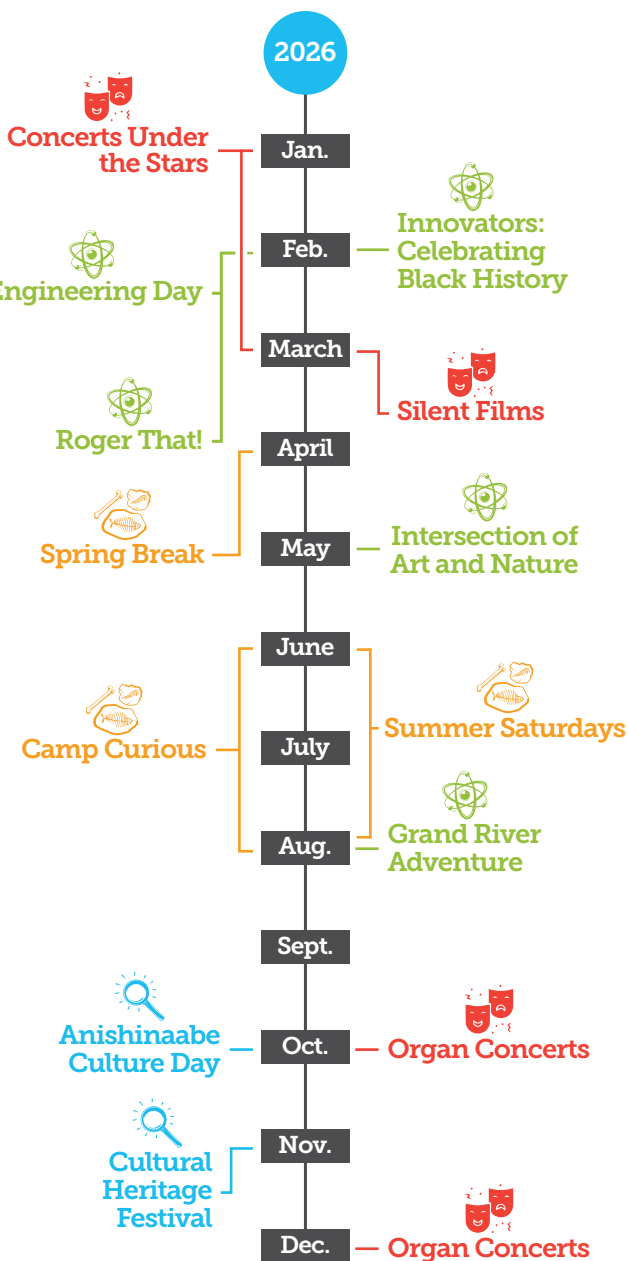 2026
Concerts Under
the Stars
Jan.
Feb.
Innovators:
Celebrating
Black History
Engineering Day
March
Silent Films
Roger That!
April
Spring Break
May
Intersection of
Art and Nature
June
Camp Curious
July
Summer Saturdays
Aug.
Grand River
Adventure
Sept.
Anishinaabe
Culture Day
Oct.
Organ Concerts
Nov.
Cultural
Heritage
Festival
Dec.
Organ Concerts